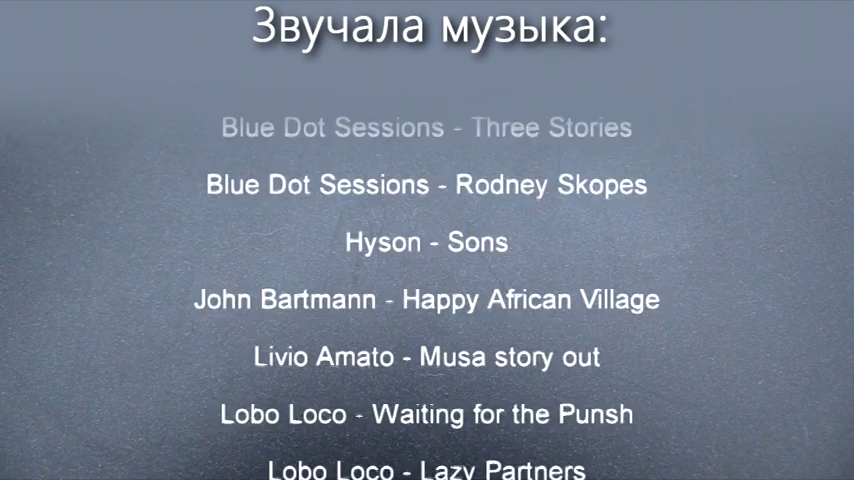 Звучала музыка:
Blue Dot Sessions - Three Stories
Blue Dot Sessions - Rodney Skopes
Hyson - Sons
John Bartmann - Happy African Village
Livio Amato - Musa story out
Lobo Loco - Waiting for the Punsh
Lobo Loco - Lazy Partners